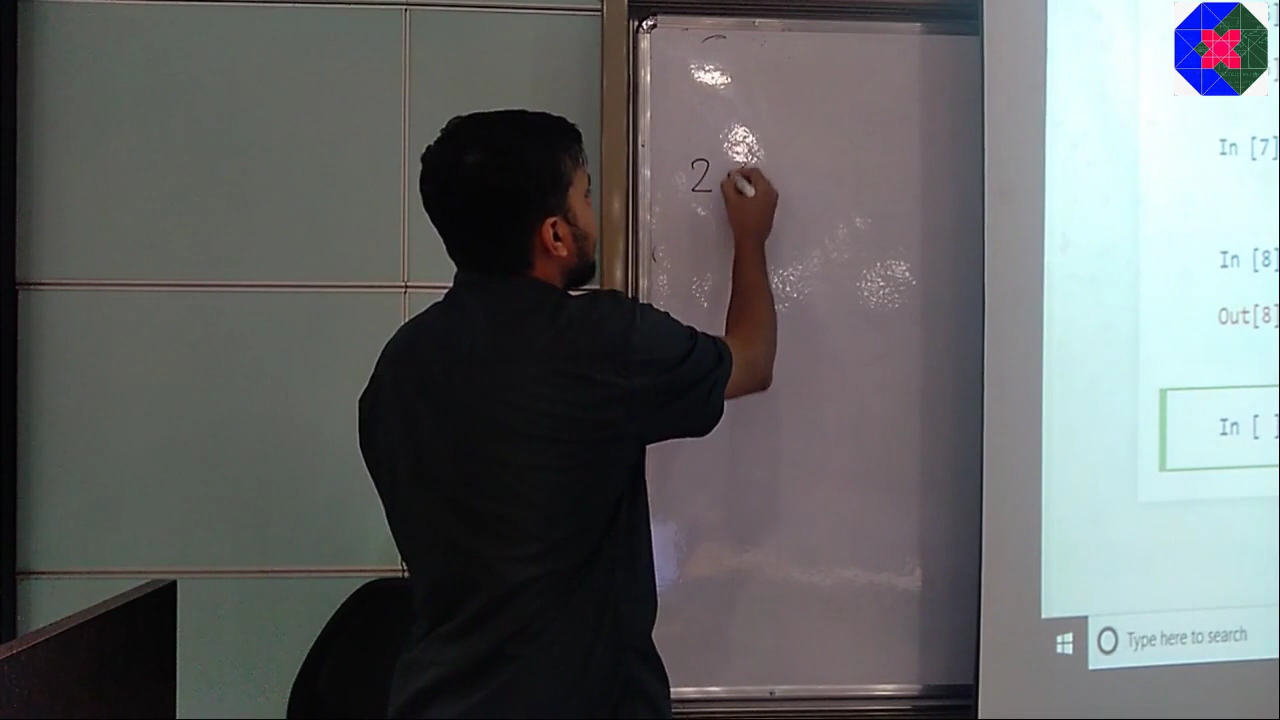 2
In [7]
In [8]
Out[8]
In [ ]
Type here to search